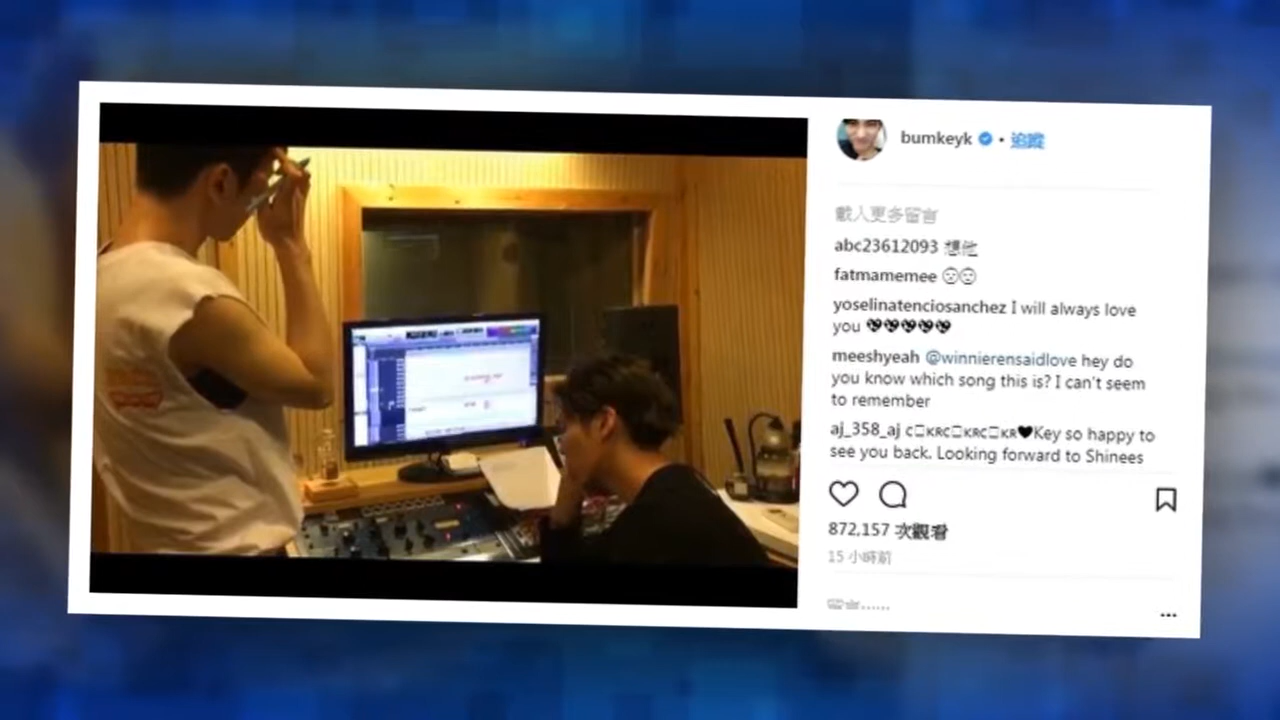 bumkeyk • 追蹤
載入更多留言
abc23612093 想他
fatmamemee
yoselinatenciosanchez I will always love
you
meeshyeah @winnierensaidlove hey do
you know which song this is? I can't seem
to remember
aj_358_aj Key so happy to
see you back. Looking forward to Shinees
872,157 次觀看
15 小時前